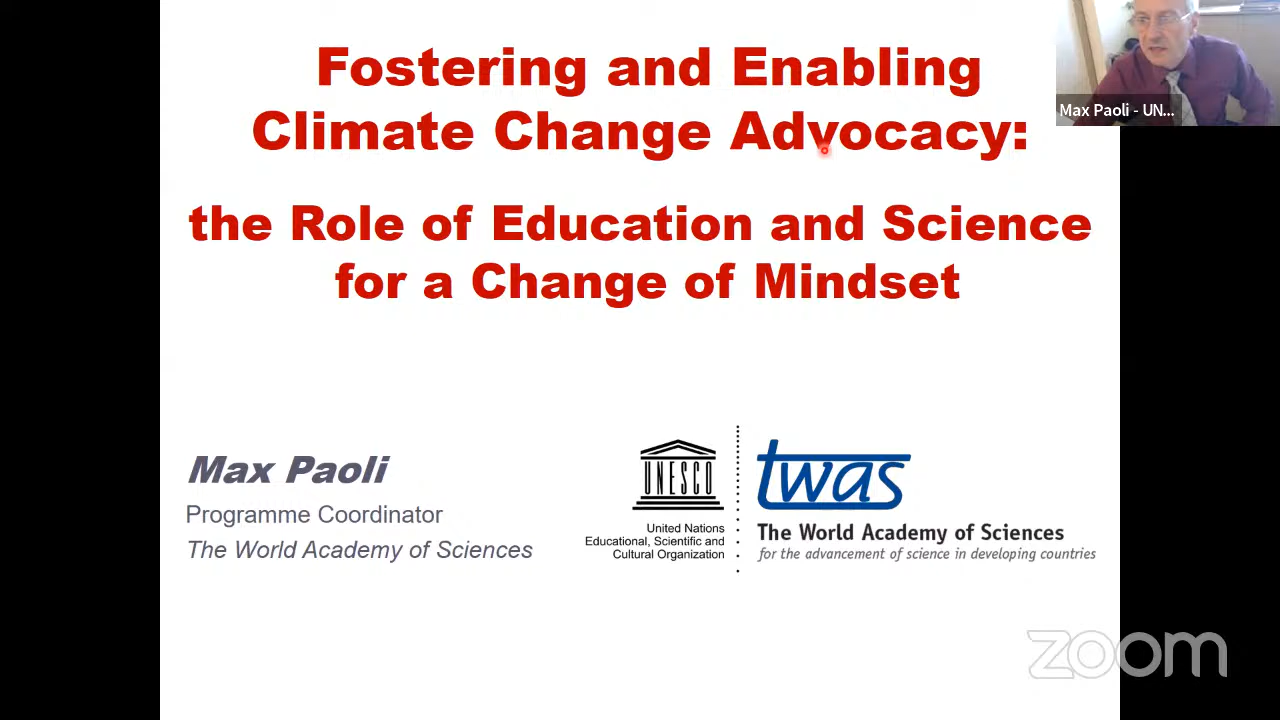 Fostering and Enabling
Climate Change Advocacy:
the Role of Education and Science
for a Change of Mindset
Max Paoli - UN...
Max Paoli
Programme Coordinator
The World Academy of Sciences
UNESCO
United Nations
Educational, Scientific and
Cultural Organization
twas
The World Academy of Sciences
for the advancement of science in developing countries
zoom